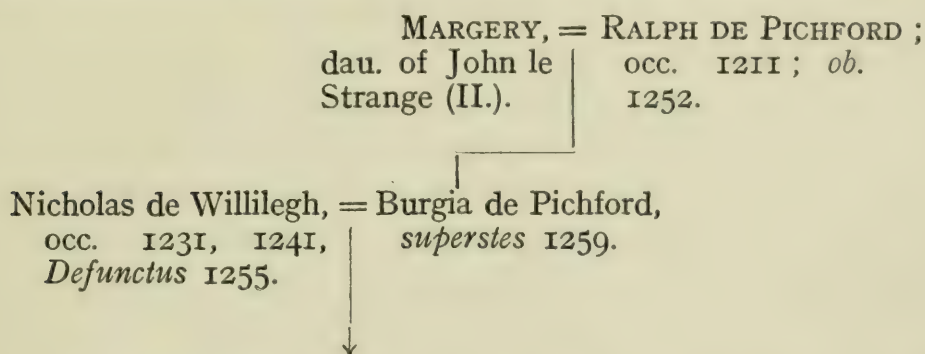 MARGERY, = RALPH DE PICHFORD ;
dau. of John le occ. 1211 ; ob.
Strange (II.). 1252.
Nicholas de Willilegh, = Burgia de Pichford,
occ. 1231, 1241, superstes 1259.
Defunctus 1255.